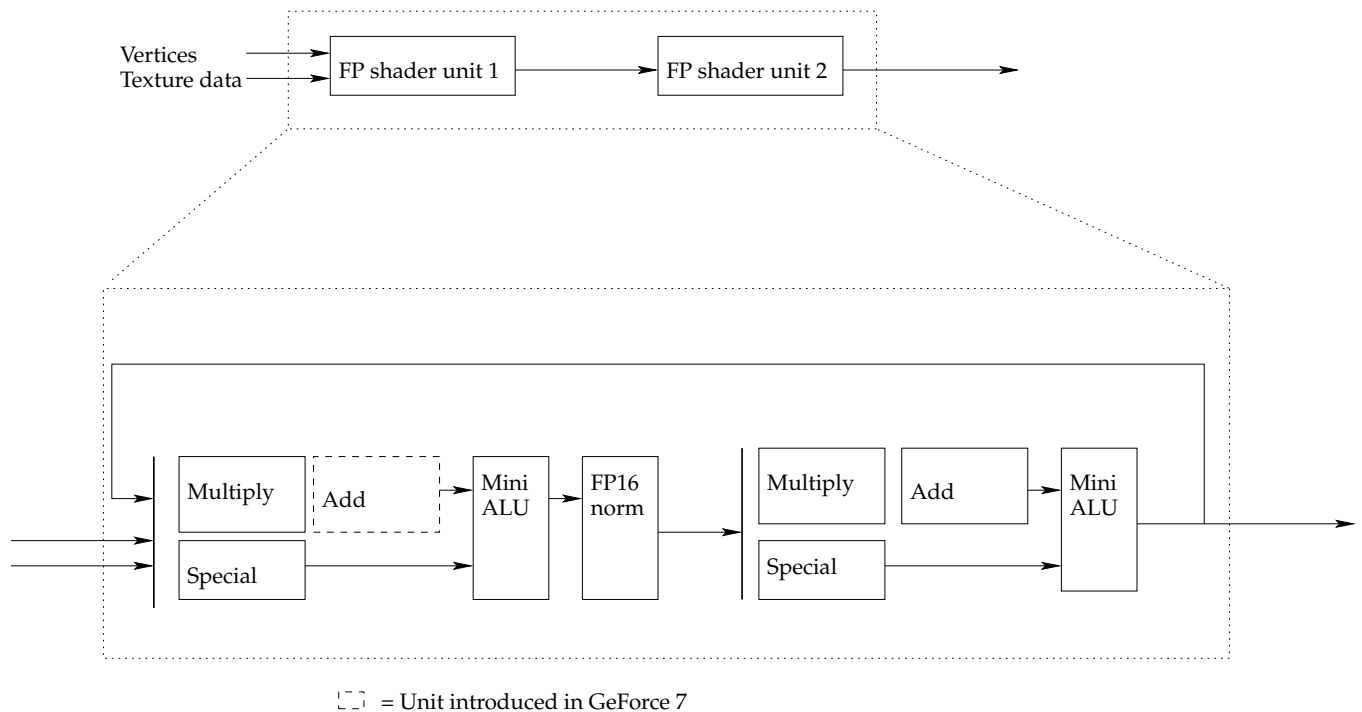 Vertices
Texture data
FP shader unit 1
FP shader unit 2
Multiply
Add
Special
Mini
ALU
FP16
norm
Multiply
Add
Special
Mini
ALU
= Unit introduced in GeForce 7